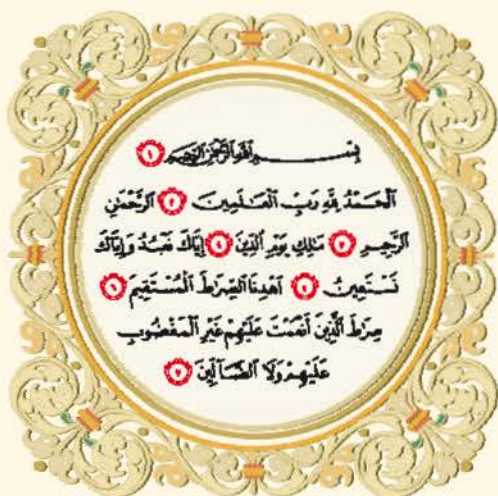 بِسْمِ اللَّهِ الرَّحْمَٰنِ الرَّحِيمِ ١
الْحَمْدُ لِلَّهِ رَبِّ الْعَالَمِينَ ٢ الرَّحْمَٰنِ
الرَّحِيمِ ٣ مَالِكِ يَوْمِ الدِّينِ ٤ إِيَّاكَ نَعْبُدُ وَإِيَّاكَ
نَسْتَعِينُ ٥ اهْدِنَا الصِّرَاطَ الْمُسْتَقِيمَ ٦
صِرَاطَ الَّذِينَ أَنْعَمْتَ عَلَيْهِمْ غَيْرِ الْمَغْضُوبِ
عَلَيْهِمْ وَلَا الضَّالِّينَ ٧